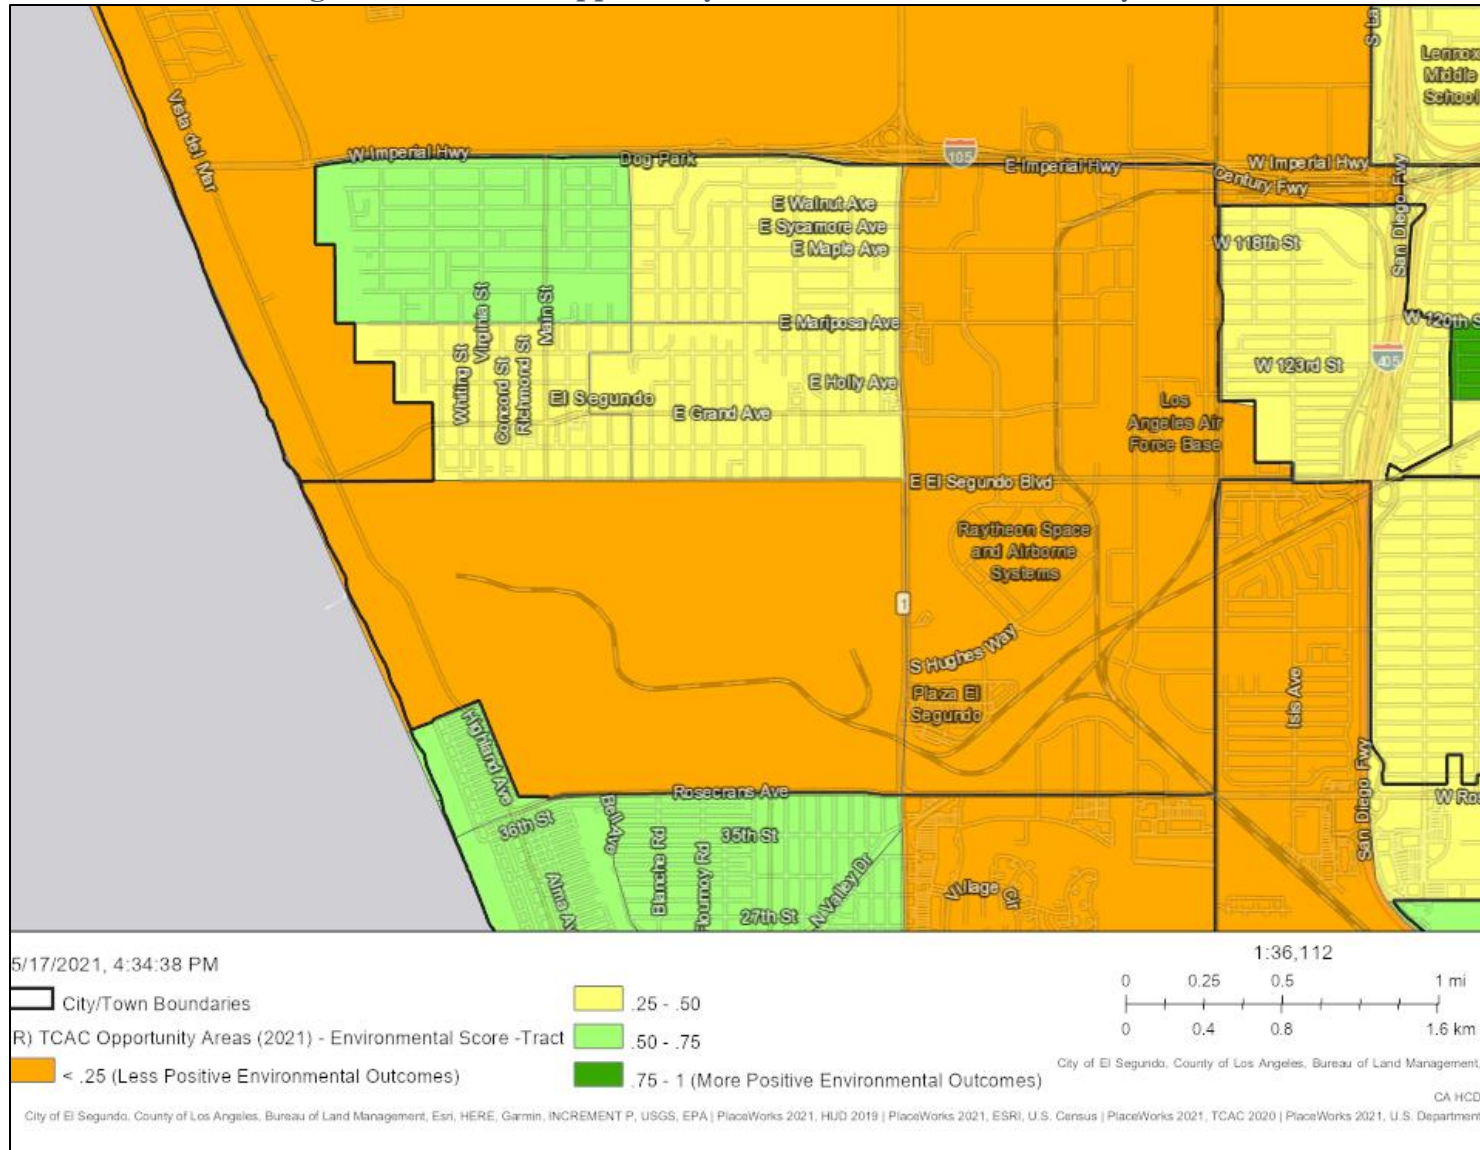 S La
Lennox
Middle
School
Vista del Mar
W Imperial Hwy
Dog Park
105
E Imperial Hwy
W Imperial Hwy
Century Fwy
San Diego Fwy
E Walnut Ave
E Sycamore Ave
E Maple Ave
W 118th St
E Mariposa Ave
W 120th S
Whiting St
Virginia St
Concord St
Richmond St
Main St
405
W 123rd St
E Holly Ave
El Segundo
E Grand Ave
Los
Angeles Air
Force Base
E El Segundo Blvd
Raytheon Space
and Airborne
Systems
1
S Hughes Way
Plaza El
Segundo
Isis Ave
Highland Ave
San Diego Fwy
Rosecrans Ave
W Ros
36th St
Bell Ave
Blanche Rd
Flournoy Rd
35th St
N Valley Dr
Village Cir
Alma Av
27th St
5/17/2021, 4:34:38 PM
City/Town Boundaries
R) TCAC Opportunity Areas (2021) - Environmental Score -Tract
< .25 (Less Positive Environmental Outcomes)
.25 - .50
.50 - .75
.75 - 1 (More Positive Environmental Outcomes)
1:36,112
0 0.25 0.5 1 mi
0 0.4 0.8 1.6 km
City of El Segundo, County of Los Angeles, Bureau of Land Management,
CA HCD
City of El Segundo, County of Los Angeles, Bureau of Land Management, Esri, HERE, Garmin, INCREMENT P, USGS, EPA | PlaceWorks 2021, HUD 2019 | PlaceWorks 2021, ESRI, U.S. Census | PlaceWorks 2021, TCAC 2020 | PlaceWorks 2021, U.S. Department